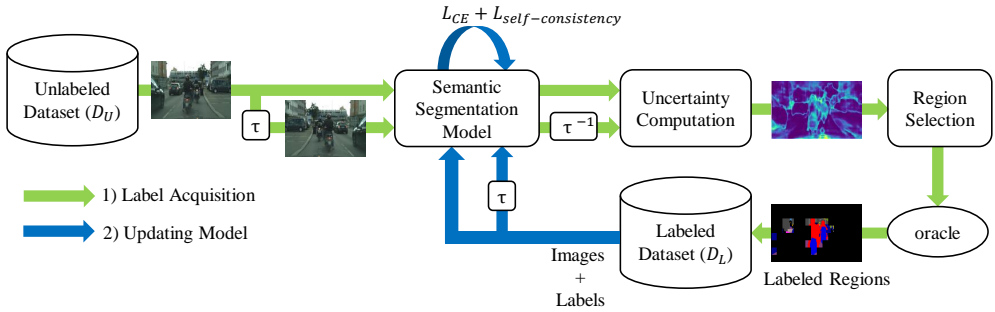 L_CE + L_self−consistency
Unlabeled
Dataset (D_U)
τ
Semantic
Segmentation
Model
τ⁻¹
Uncertainty
Computation
Region
Selection
1) Label Acquisition
2) Updating Model
τ
Images
+
Labels
Labeled
Dataset (D_L)
Labeled Regions
oracle